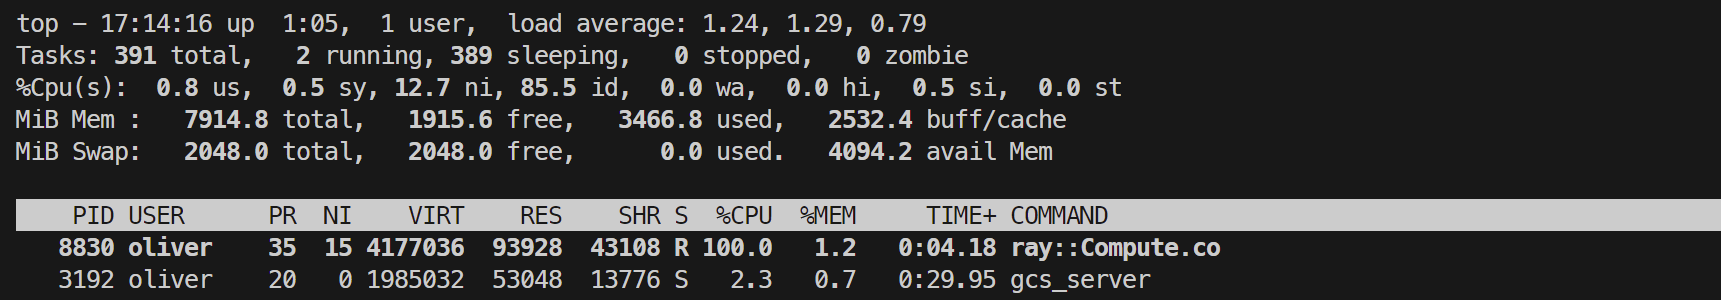 top – 17:14:16 up  1:05,  1 user,  load average: 1.24, 1.29, 0.79
Tasks: 391 total,   2 running, 389 sleeping,   0 stopped,   0 zombie
%Cpu(s):  0.8 us,  0.5 sy, 12.7 ni, 85.5 id,  0.0 wa,  0.0 hi,  0.5 si,  0.0 st
MiB Mem :   7914.8 total,   1915.6 free,   3466.8 used,   2532.4 buff/cache
MiB Swap:   2048.0 total,   2048.0 free,      0.0 used.   4094.2 avail Mem
    PID USER      PR  NI    VIRT    RES    SHR S  %CPU  %MEM     TIME+ COMMAND
   8830 oliver    35  15 4177036  93928  43108 R 100.0   1.2   0:04.18 ray::Compute.co
   3192 oliver    20   0 1985032  53048  13776 S   2.3   0.7   0:29.95 gcs_server